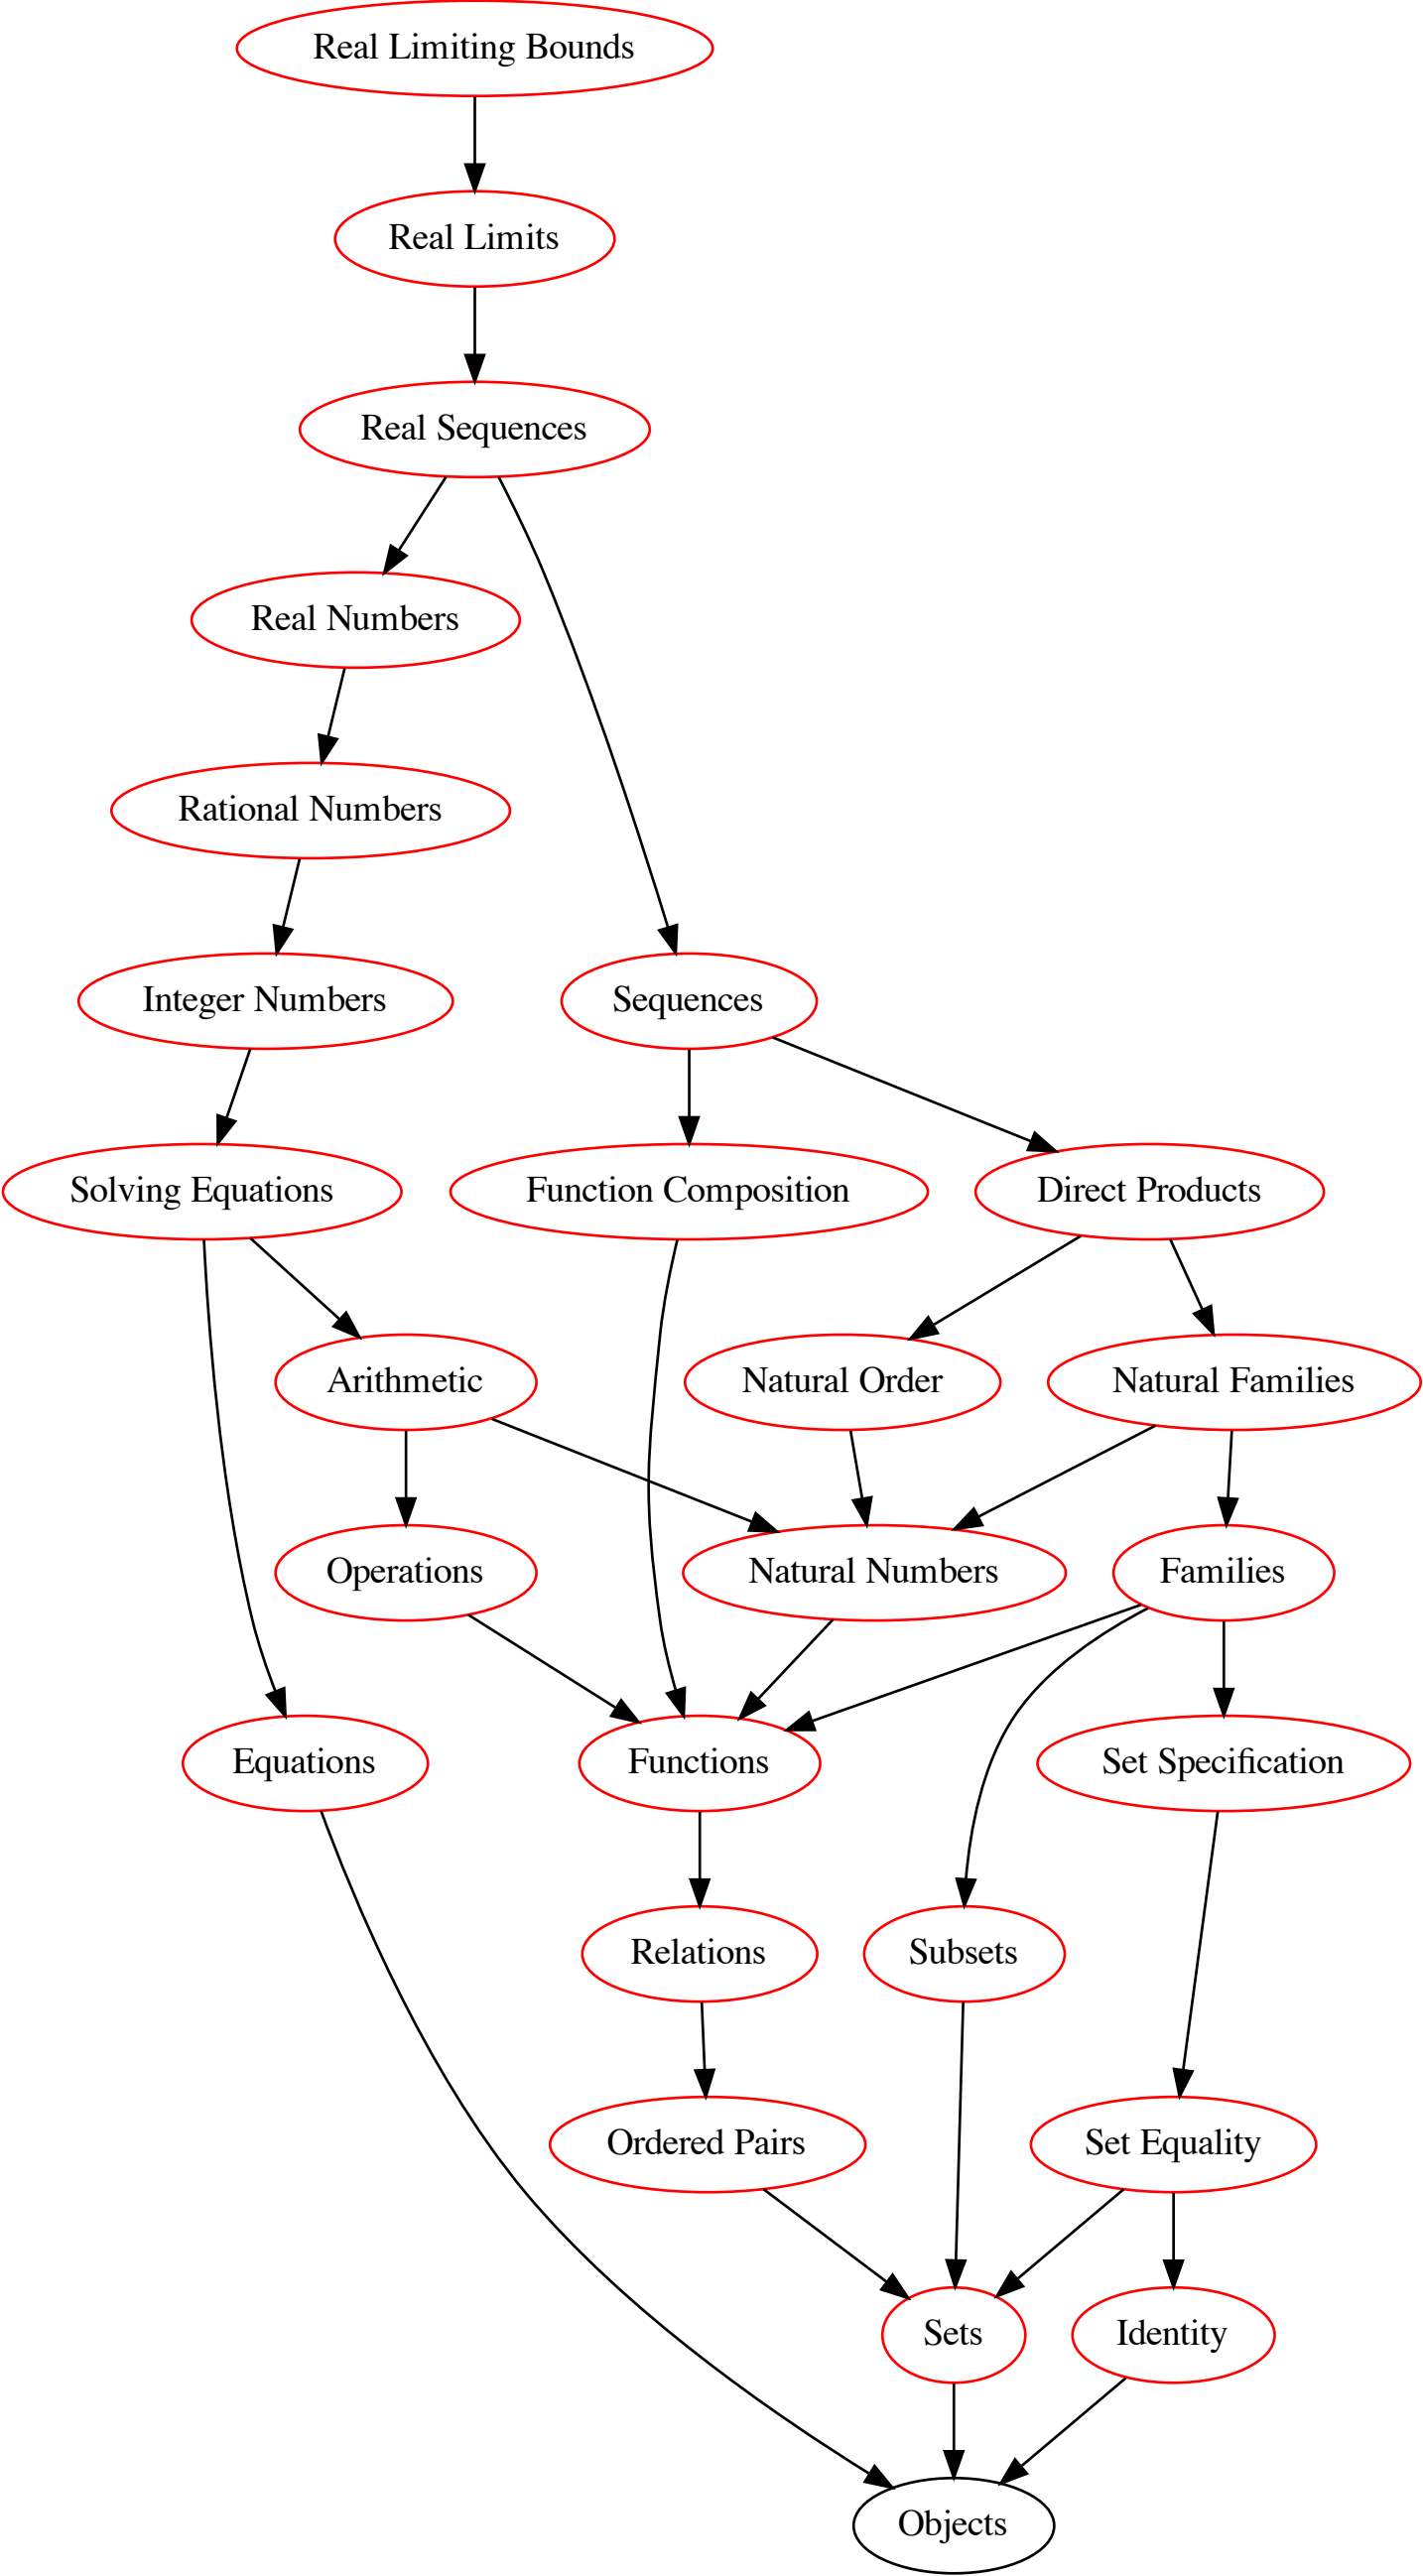 Real Limiting Bounds
Real Limits
Real Sequences
Real Numbers
Rational Numbers
Integer Numbers
Sequences
Solving Equations
Function Composition
Direct Products
Arithmetic
Natural Order
Natural Families
Operations
Natural Numbers
Families
Equations
Functions
Set Specification
Relations
Subsets
Ordered Pairs
Set Equality
Sets
Identity
Objects